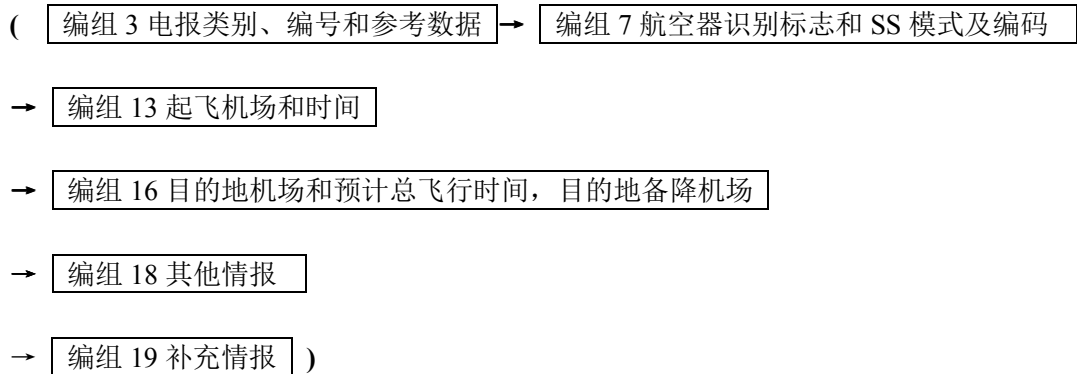 ( 编组 3 电报类别、编号和参考数据 → 编组 7 航空器识别标志和 SS 模式及编码
→ 编组 13 起飞机场和时间
→ 编组 16 目的地机场和预计总飞行时间，目的地备降机场
→ 编组 18 其他情报
→ 编组 19 补充情报 )